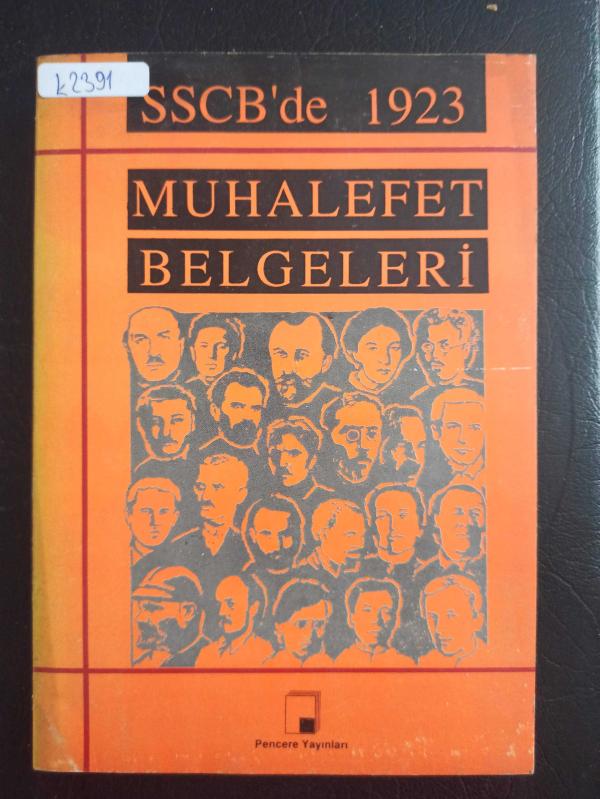 k2391
SSCB'de 1923
MUHALEFET
BELGELERİ
Pencere Yayınları